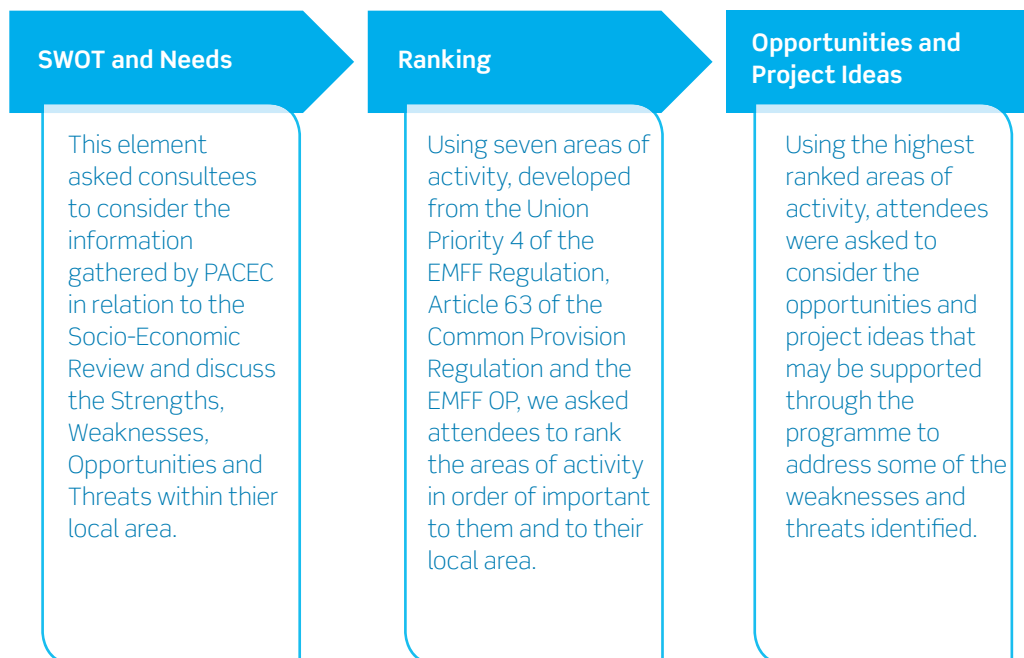 SWOT and Needs
This element
asked consultees
to consider the
information
gathered by PACEC
in relation to the
Socio-Economic
Review and discuss
the Strengths,
Weaknesses,
Opportunities and
Threats within thier
local area.
Ranking
Using seven areas of
activity, developed
from the Union
Priority 4 of the
EMFF Regulation,
Article 63 of the
Common Provision
Regulation and the
EMFF OP, we asked
attendees to rank
the areas of activity
in order of important
to them and to their
local area.
Opportunities and
Project Ideas
Using the highest
ranked areas of
activity, attendees
were asked to
consider the
opportunities and
project ideas that
may be supported
through the
programme to
address some of the
weaknesses and
threats identified.